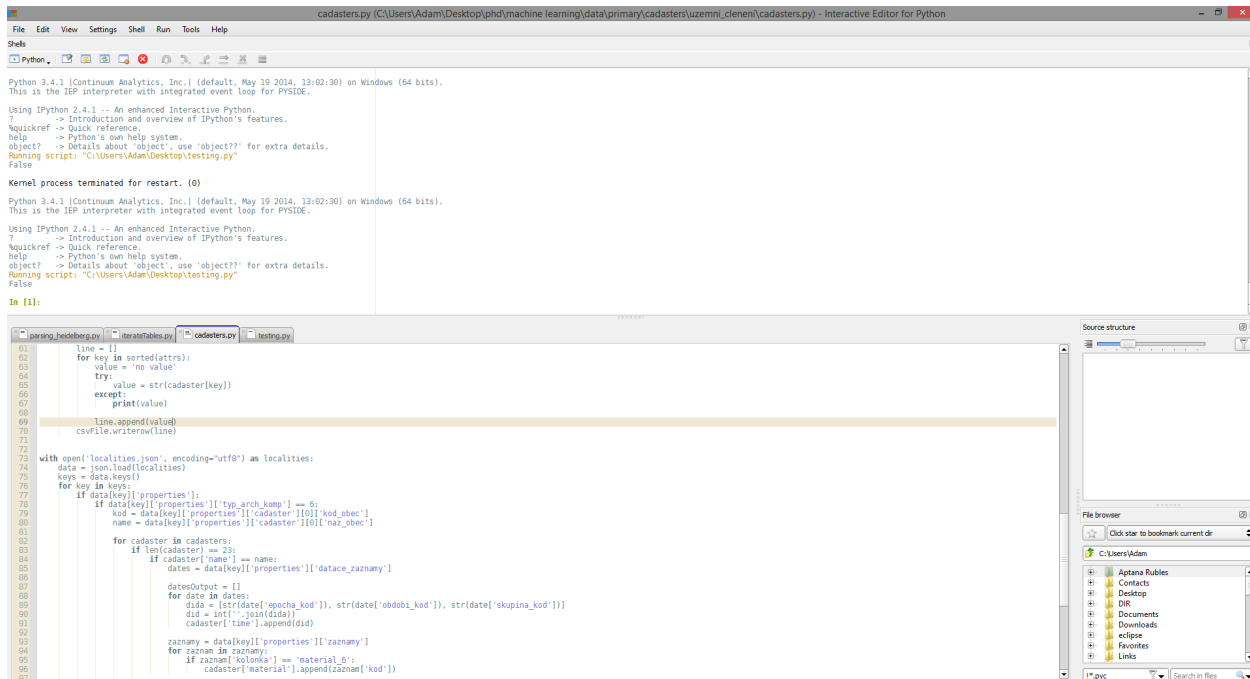 cadasters.py (C:\Users\Adam\Desktop\phd\machine learning\data\primary\cadasters\uzemni_cleneni\cadasters.py) - Interactive Editor for Python
File Edit View Settings Shell Run Tools Help
Shells
Python
Python 3.4.1 |Continuum Analytics, Inc.| (default, May 19 2014, 13:02:30) on Windows (64 bits).
This is the IEP interpreter with integrated event loop for PYSIDE.
Using IPython 2.4.1 -- An enhanced Interactive Python.
? -> Introduction and overview of IPython's features.
%quickref -> Quick reference.
help -> Python's own help system.
object? -> Details about 'object', use 'object??' for extra details.
Running script: "C:\Users\Adam\Desktop\testing.py"
False
Kernel process terminated for restart. (0)
Python 3.4.1 |Continuum Analytics, Inc.| (default, May 19 2014, 13:02:30) on Windows (64 bits).
This is the IEP interpreter with integrated event loop for PYSIDE.
Using IPython 2.4.1 -- An enhanced Interactive Python.
? -> Introduction and overview of IPython's features.
%quickref -> Quick reference.
help -> Python's own help system.
object? -> Details about 'object', use 'object??' for extra details.
Running script: "C:\Users\Adam\Desktop\testing.py"
False
In [1]:
parsing_heidelberg.py iterateTables.py cadasters.py testing.py
61 line = []
62 for key in sorted(attrs):
63 value = 'no value'
64 try:
65 value = str(cadaster[key])
66 except:
67 print(value)
68
69 line.append(value)
70 csvFile.writerow(line)
71
72
73 with open('localities.json', encoding="utf8") as localities:
74 data = json.load(localities)
75 keys = data.keys()
76 for key in keys:
77 if data[key]['properties']:
78 if data[key]['properties']['typ_arch_komp'] == 6:
79 kod = data[key]['properties']['cadaster'][0]['kod_obec']
80 name = data[key]['properties']['cadaster'][0]['naz_obec']
81
82 for cadaster in cadasters:
83 if len(cadaster) == 23:
84 if cadaster['name'] == name:
85 dates = data[key]['properties']['datace_zaznamy']
86
87 datesOutput = []
88 for date in dates:
89 dida = [str(date['epocha_kod']), str(date['obdobi_kod']), str(date['skupina_kod'])]
90 did = int(''.join(dida))
91 cadaster['time'].append(did)
92
93 zaznamy = data[key]['properties']['zaznamy']
94 for zaznam in zaznamy:
95 if zaznam['kolonka'] == 'material_6':
96 cadaster['material'].append(zaznam['kod'])
97
Source structure
File browser
Click star to bookmark current dir
C:\Users\Adam
Aptana Rubles
Contacts
Desktop
DIR
Documents
Downloads
eclipse
Favorites
Links
!*.pyc Search in files